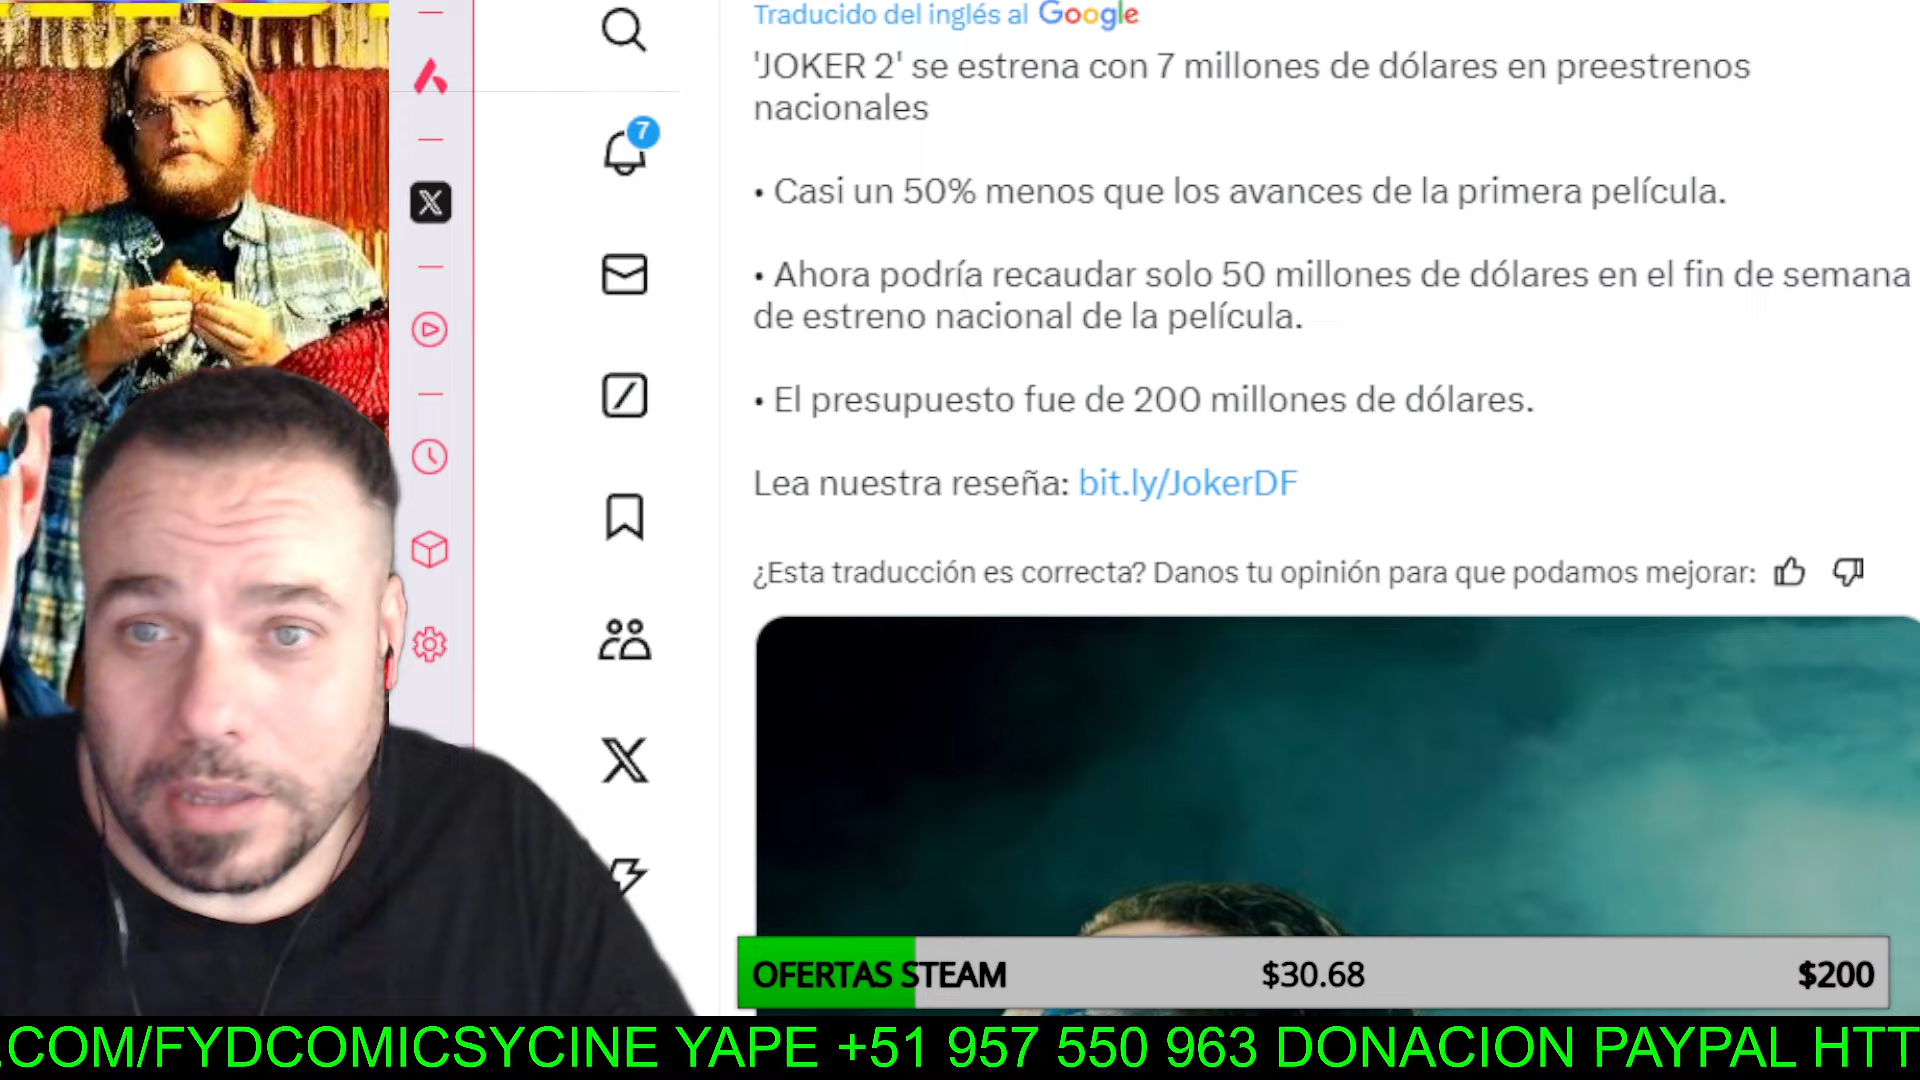 Traducido del inglés al Google
'JOKER 2' se estrena con 7 millones de dólares en preestrenos
nacionales
• Casi un 50% menos que los avances de la primera película.
• Ahora podría recaudar solo 50 millones de dólares en el fin de semana
de estreno nacional de la película.
• El presupuesto fue de 200 millones de dólares.
Lea nuestra reseña: bit.ly/JokerDF
¿Esta traducción es correcta? Danos tu opinión para que podamos mejorar:
7
OFERTAS STEAM $30.68 $200
.COM/FYDCOMICSYCINE YAPE +51 957 550 963 DONACION PAYPAL HTT